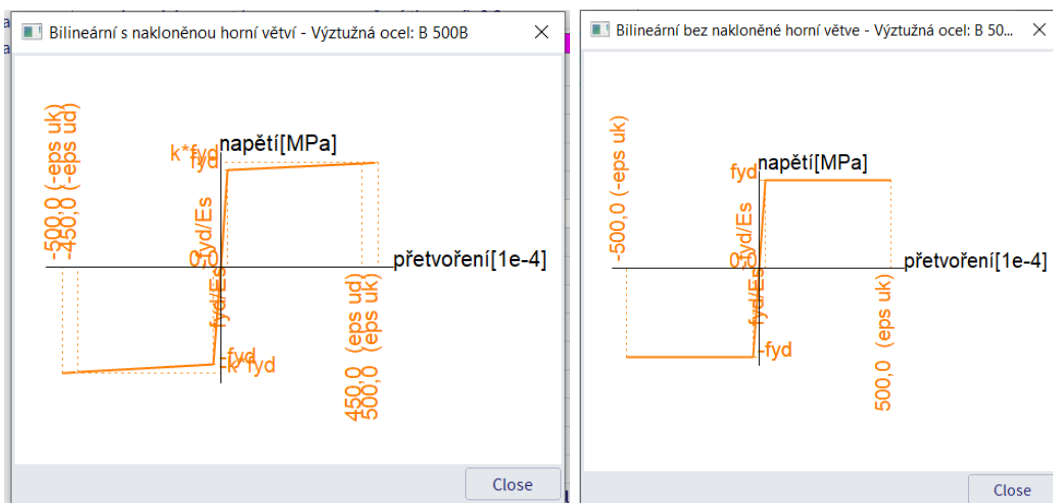 Bilineární s nakloněnou horní větví - Výztužná ocel: B 500B
-500,0 (-eps uk)
-450,0 (-eps ud)
napětí[MPa]
k*fyd
fyd
fyd/Es
0,0
přetvoření[1e-4]
-fyd/Es
-fyd
-k*fyd
450,0 (eps ud)
500,0 (eps uk)
Close
Bilineární bez nakloněné horní větve - Výztužná ocel: B 50...
-500,0 (-eps uk)
napětí[MPa]
fyd
fyd/Es
0,0
přetvoření[1e-4]
-fyd/Es
-fyd
500,0 (eps uk)
Close